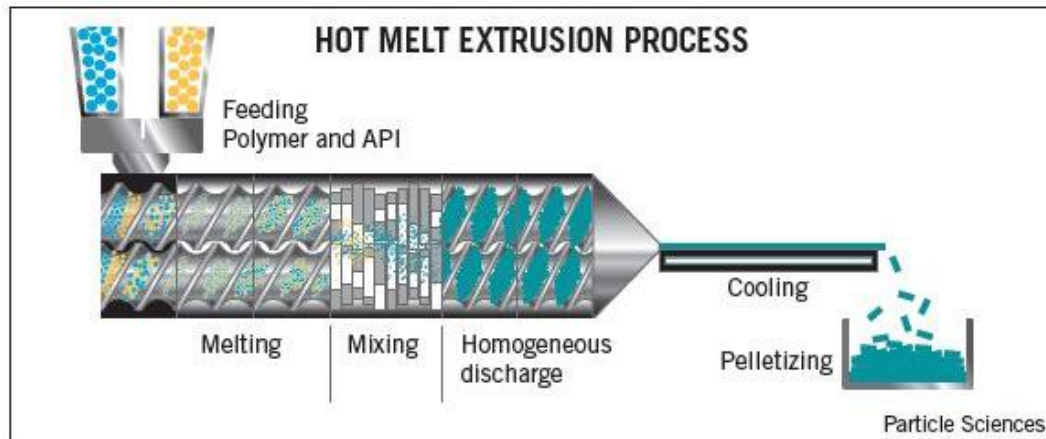 HOT MELT EXTRUSION PROCESS
Feeding
Polymer and API
Melting
Mixing
Homogeneous
discharge
Cooling
Pelletizing
Particle Sciences